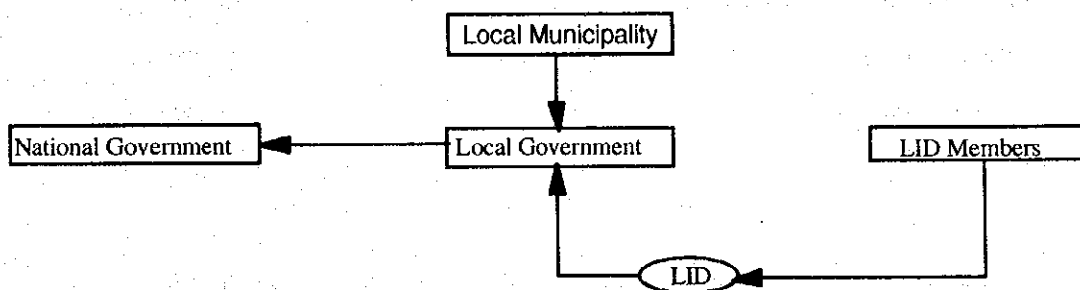 Local Municipality
National Government
Local Government
LID Members
LID